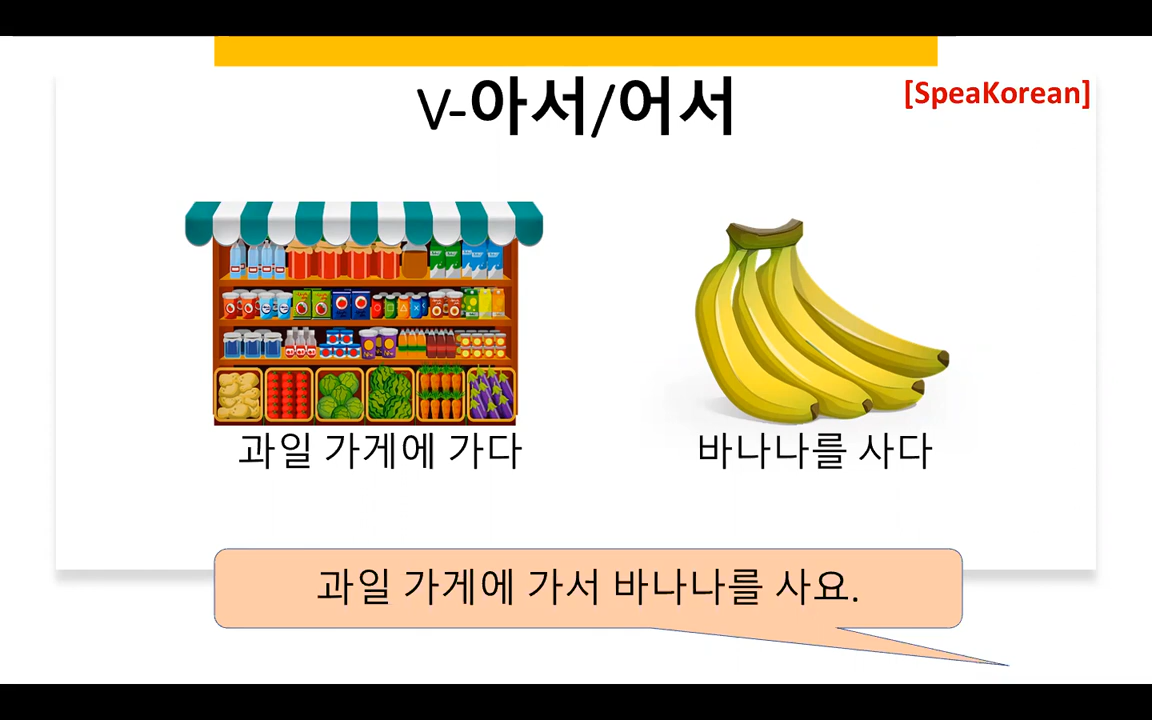 V-아서/어서
[SpeaKorean]
과일 가게에 가다
바나나를 사다
과일 가게에 가서 바나나를 사요.